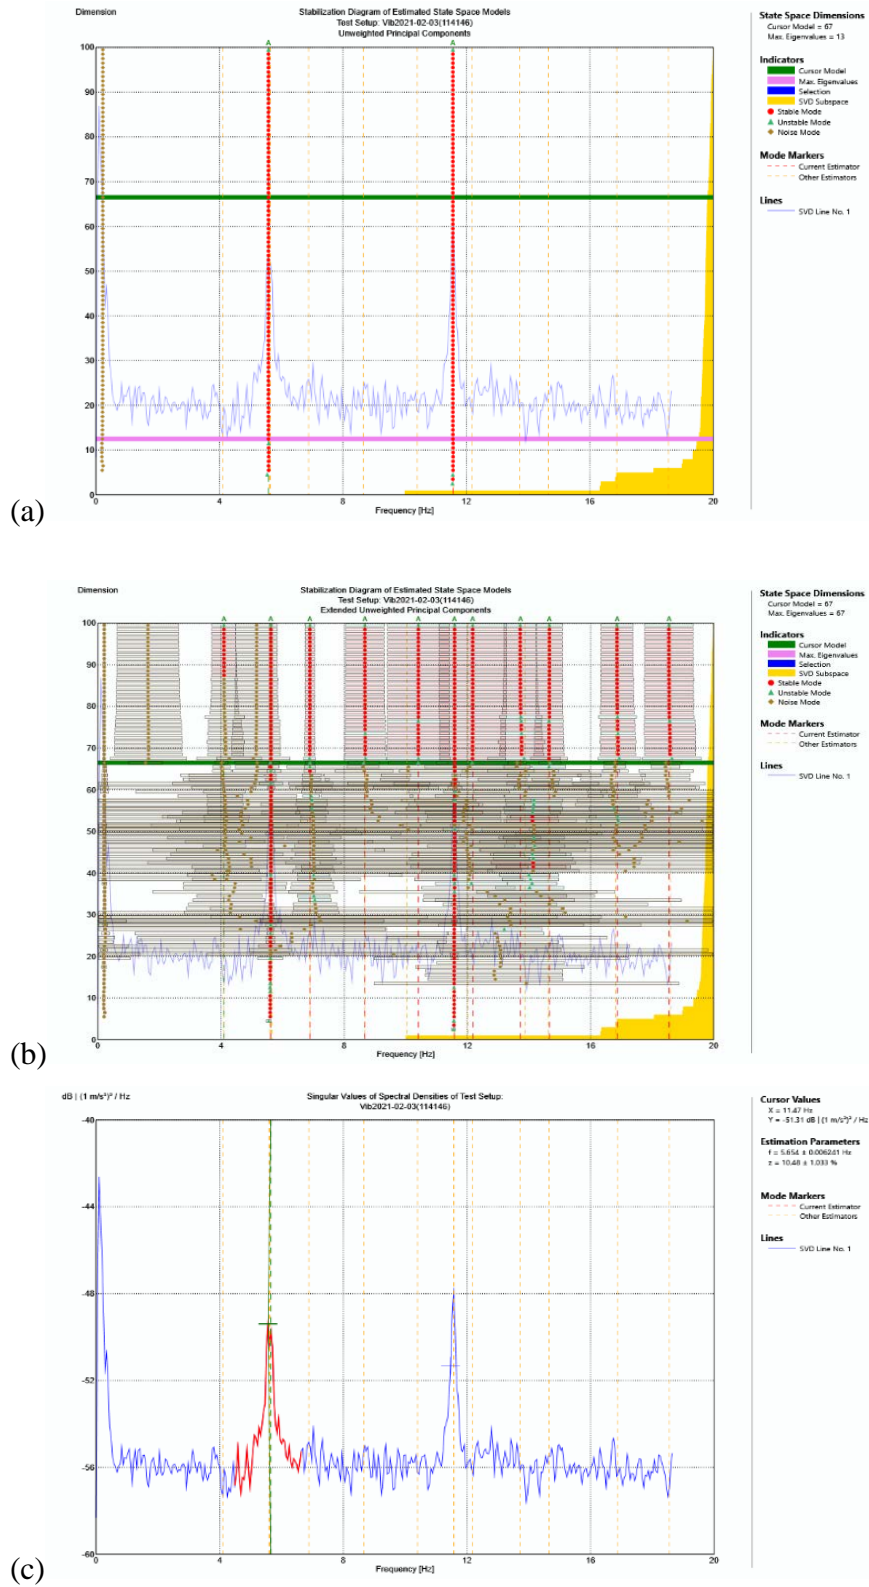 Dimension
Stabilization Diagram of Estimated State Space Models
Test Setup: Vib2021-02-03(114146)
Unweighted Principal Components
100
90
80
70
60
50
40
30
20
10
0
0
4
8
12
16
20
Frequency [Hz]
State Space Dimensions
Cursor Model = 67
Max. Eigenvalues = 13
Indicators
Cursor Model
Max. Eigenvalues
Selection
SVD Subspace
Stable Mode
Unstable Mode
Noise Mode
Mode Markers
Current Estimator
Other Estimators
Lines
SVD Line No. 1
(a)
Dimension
Stabilization Diagram of Estimated State Space Models
Test Setup: Vib2021-02-03(114146)
Extended Unweighted Principal Components
100
90
80
70
60
50
40
30
20
10
0
0
4
8
12
16
20
Frequency [Hz]
State Space Dimensions
Cursor Model = 67
Max. Eigenvalues = 67
Indicators
Cursor Model
Max. Eigenvalues
Selection
SVD Subspace
Stable Mode
Unstable Mode
Noise Mode
Mode Markers
Current Estimator
Other Estimators
Lines
SVD Line No. 1
(b)
dB | (1 m/s²)² / Hz
Singular Values of Spectral Densities of Test Setup:
Vib2021-02-03(114146)
-40
-44
-48
-52
-56
-60
0
4
8
12
16
20
Frequency [Hz]
Cursor Values
X = 11.47 Hz
Y = -51.31 dB | (1 m/s²)² / Hz
Estimation Parameters
f = 5.654 ± 0.006241 Hz
z = 10.48 ± 1.033 %
Mode Markers
Current Estimator
Other Estimators
Lines
SVD Line No. 1
(c)